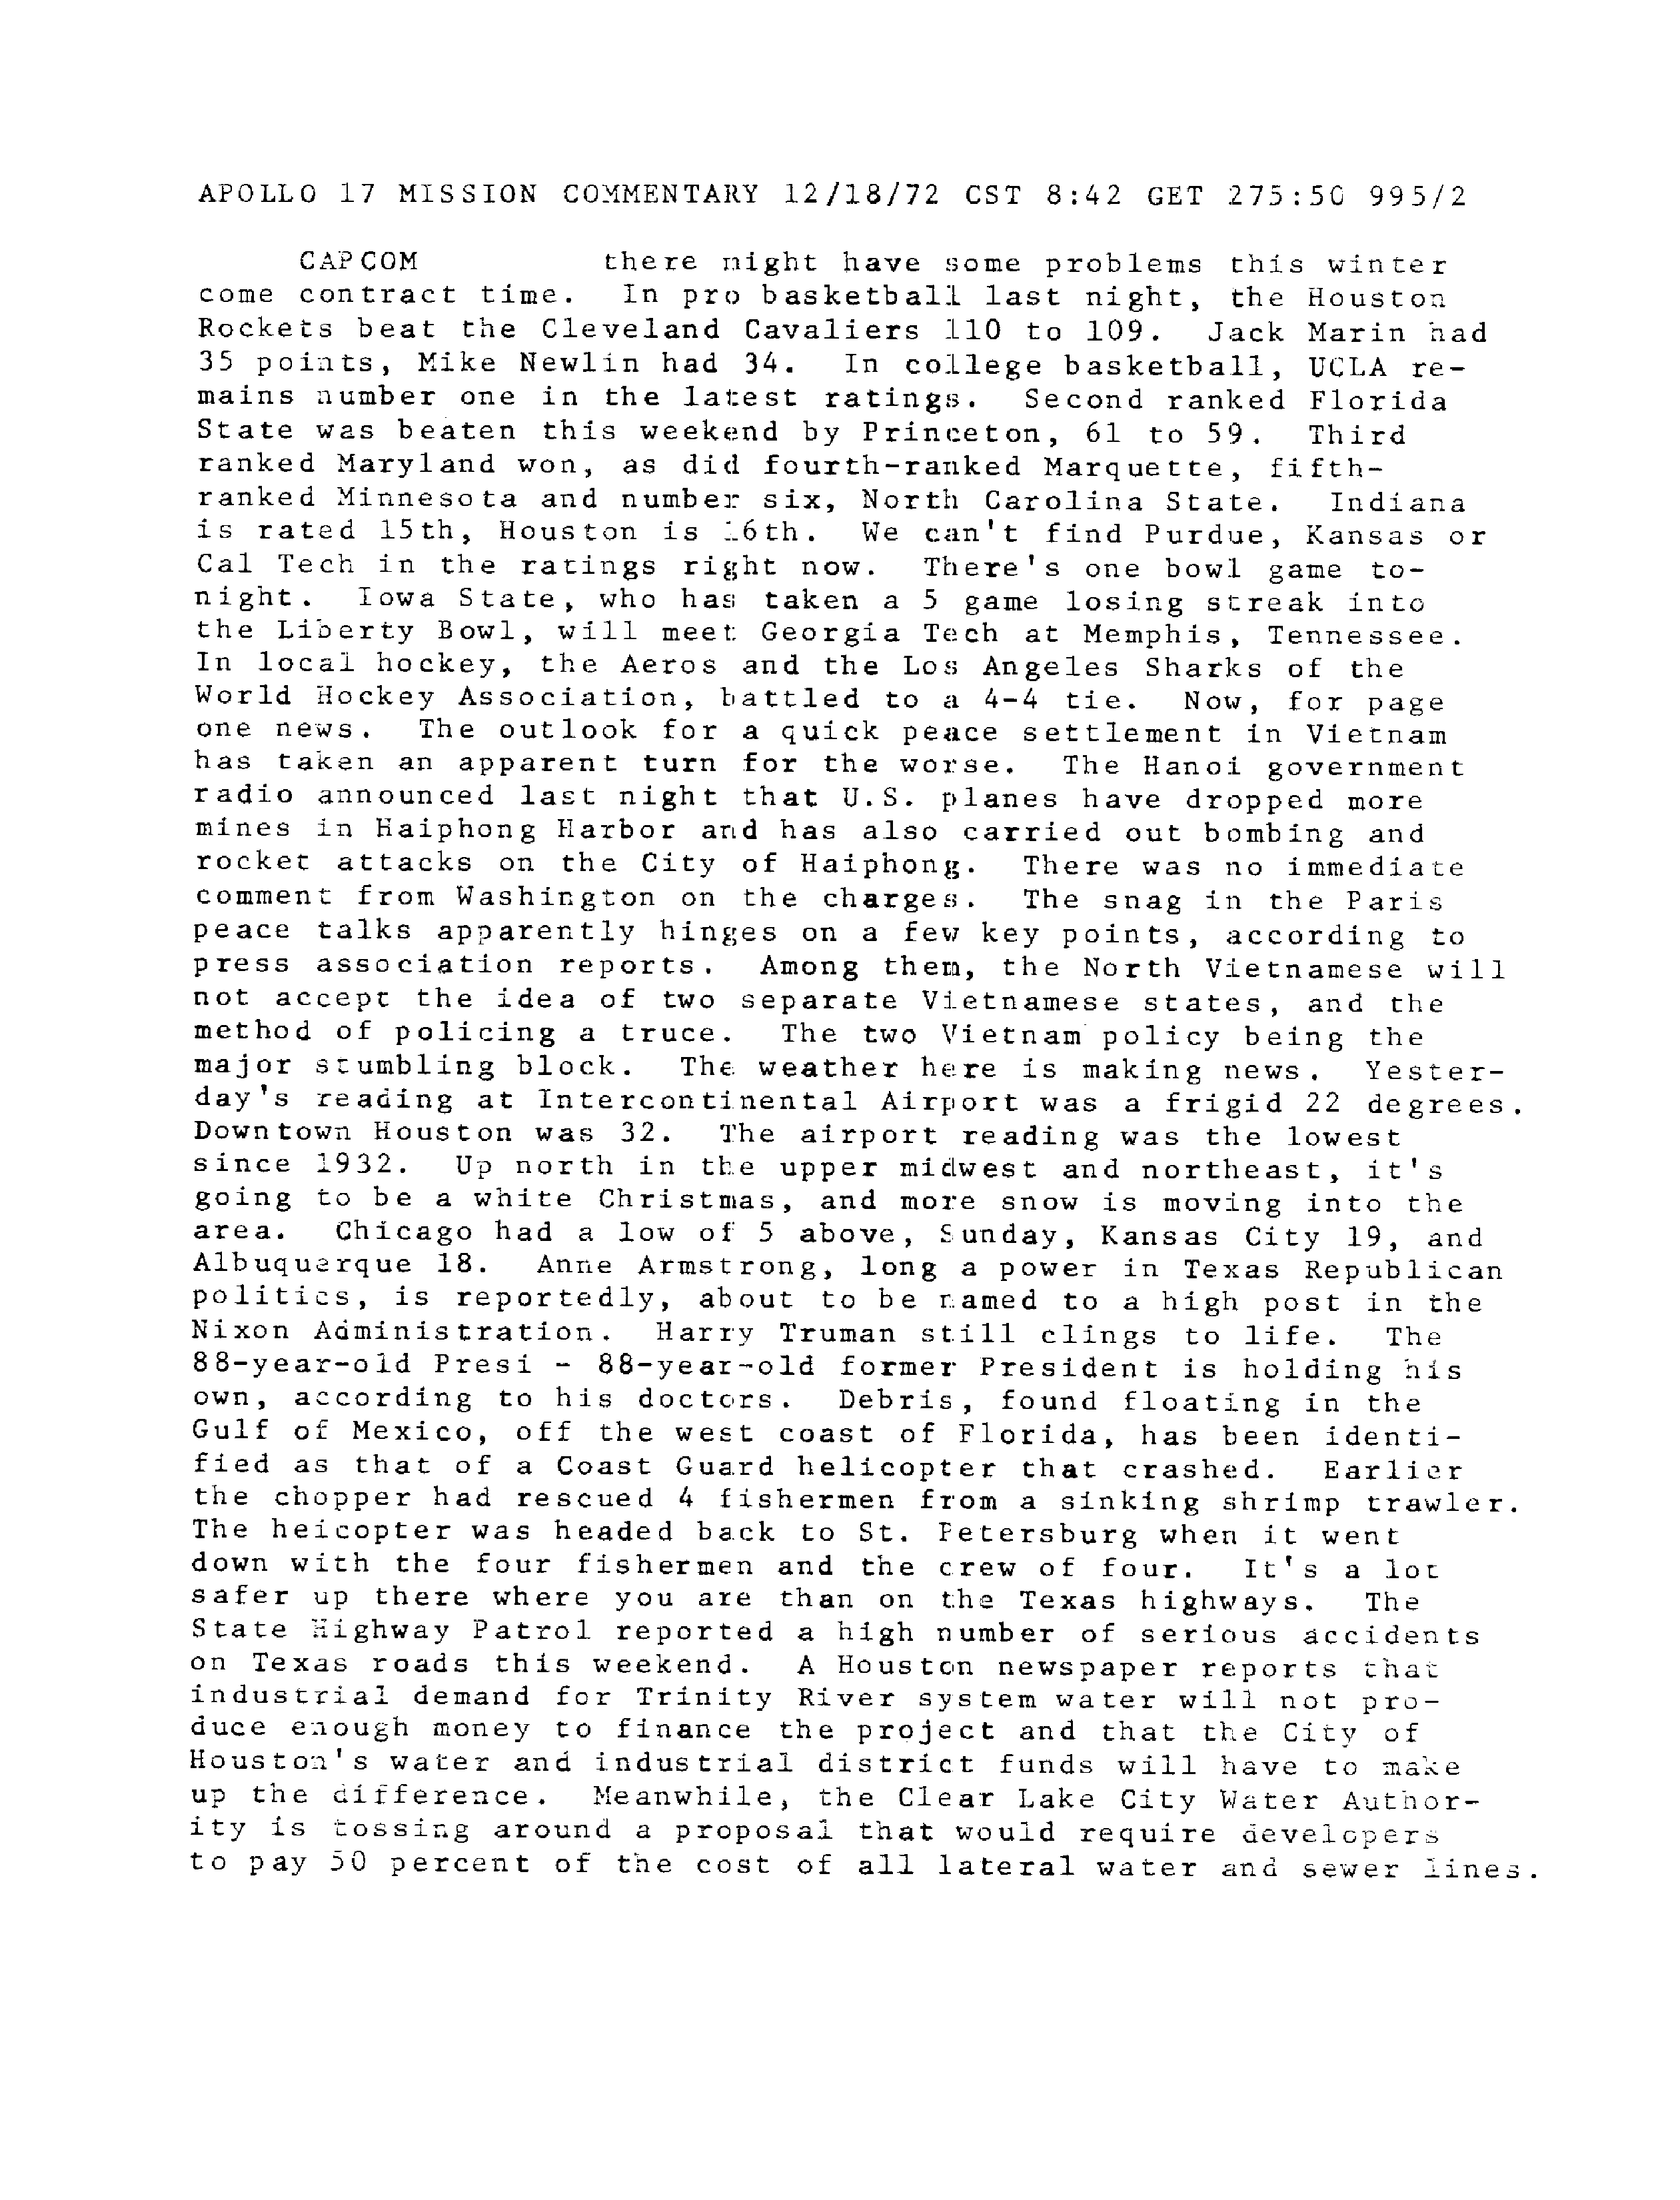 APOLLO 17 MISSION COMMENTARY 12/18/72 CST 8:42 GET 275:50 995/2
CAPCOM there night have some problems this winter
come contract time. In pro basketball last night, the Houston
Rockets beat the Cleveland Cavaliers 110 to 109. Jack Marin had
35 points, Mike Newlin had 34. In college basketball, UCLA re-
mains number one in the latest ratings. Second ranked Florida
State was beaten this weekend by Princeton, 61 to 59. Third
ranked Maryland won, as did fourth-ranked Marquette, fifth-
ranked Minnesota and number six, North Carolina State. Indiana
is rated 15th, Houston is 16th. We can't find Purdue, Kansas or
Cal Tech in the ratings right now. There's one bowl game to-
night. Iowa State, who has taken a 5 game losing streak into
the Liberty Bowl, will meet Georgia Tech at Memphis, Tennessee.
In local hockey, the Aeros and the Los Angeles Sharks of the
World Hockey Association, battled to a 4-4 tie. Now, for page
one news. The outlook for a quick peace settlement in Vietnam
has taken an apparent turn for the worse. The Hanoi government
radio announced last night that U.S. planes have dropped more
mines in Haiphong Harbor and has also carried out bombing and
rocket attacks on the City of Haiphong. There was no immediate
comment from Washington on the charges. The snag in the Paris
peace talks apparently hinges on a few key points, according to
press association reports. Among them, the North Vietnamese will
not accept the idea of two separate Vietnamese states, and the
method of policing a truce. The two Vietnam policy being the
major stumbling block. The weather here is making news. Yester-
day's reading at Intercontinental Airport was a frigid 22 degrees.
Downtown Houston was 32. The airport reading was the lowest
since 1932. Up north in the upper midwest and northeast, it's
going to be a white Christmas, and more snow is moving into the
area. Chicago had a low of 5 above, Sunday, Kansas City 19, and
Albuquerque 18. Anne Armstrong, long a power in Texas Republican
politics, is reportedly, about to be named to a high post in the
Nixon Administration. Harry Truman still clings to life. The
88-year-old Presi - 88-year-old former President is holding his
own, according to his doctors. Debris, found floating in the
Gulf of Mexico, off the west coast of Florida, has been identi-
fied as that of a Coast Guard helicopter that crashed. Earlier
the chopper had rescued 4 fishermen from a sinking shrimp trawler.
The heicopter was headed back to St. Petersburg when it went
down with the four fishermen and the crew of four. It's a lot
safer up there where you are than on the Texas highways. The
State Highway Patrol reported a high number of serious accidents
on Texas roads this weekend. A Houston newspaper reports that
industrial demand for Trinity River system water will not pro-
duce enough money to finance the project and that the City of
Houston's water and industrial district funds will have to make
up the difference. Meanwhile, the Clear Lake City Water Author-
ity is tossing around a proposal that would require developers
to pay 50 percent of the cost of all lateral water and sewer lines.